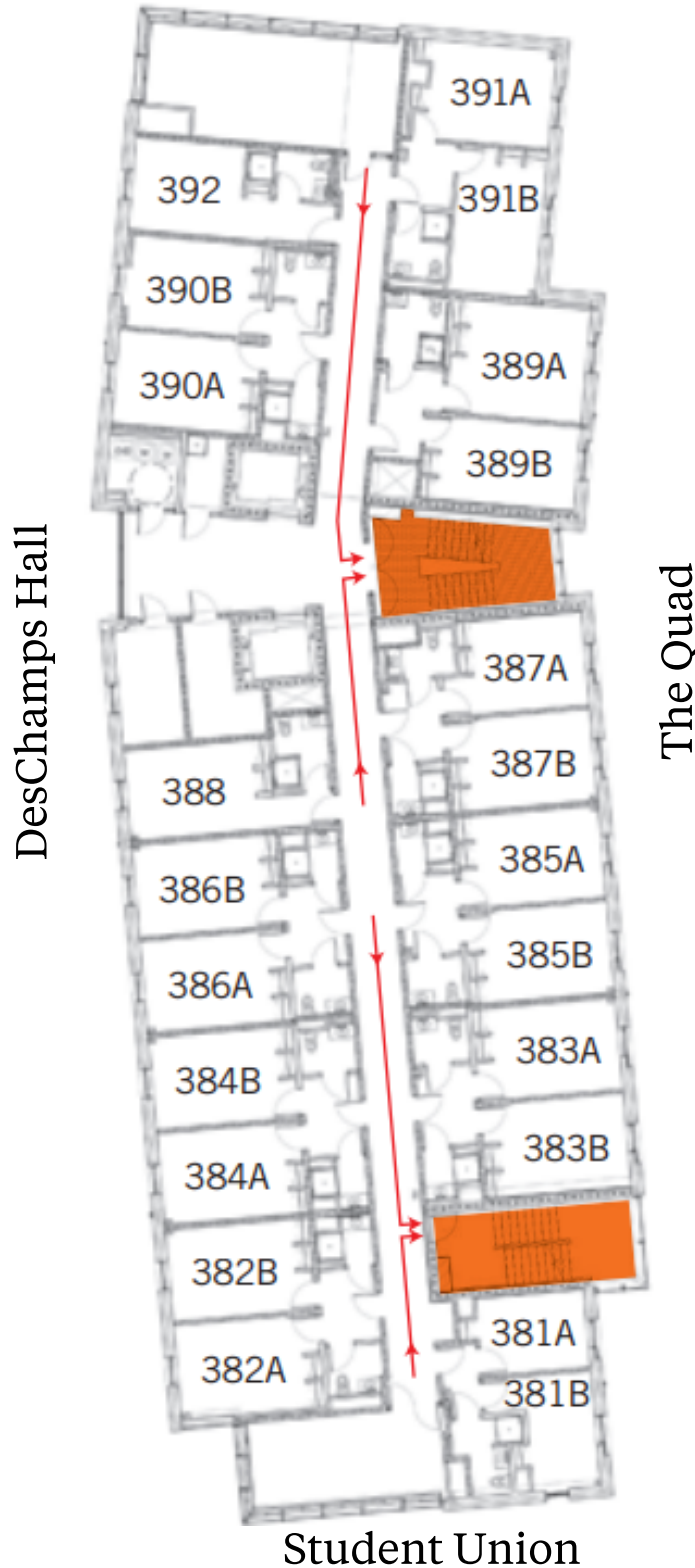 391A
392
391B
390B
389A
390A
389B
DesChamps Hall
The Quad
387A
387B
388
385A
386B
385B
386A
383A
384B
383B
384A
382B
381A
382A
381B
Student Union